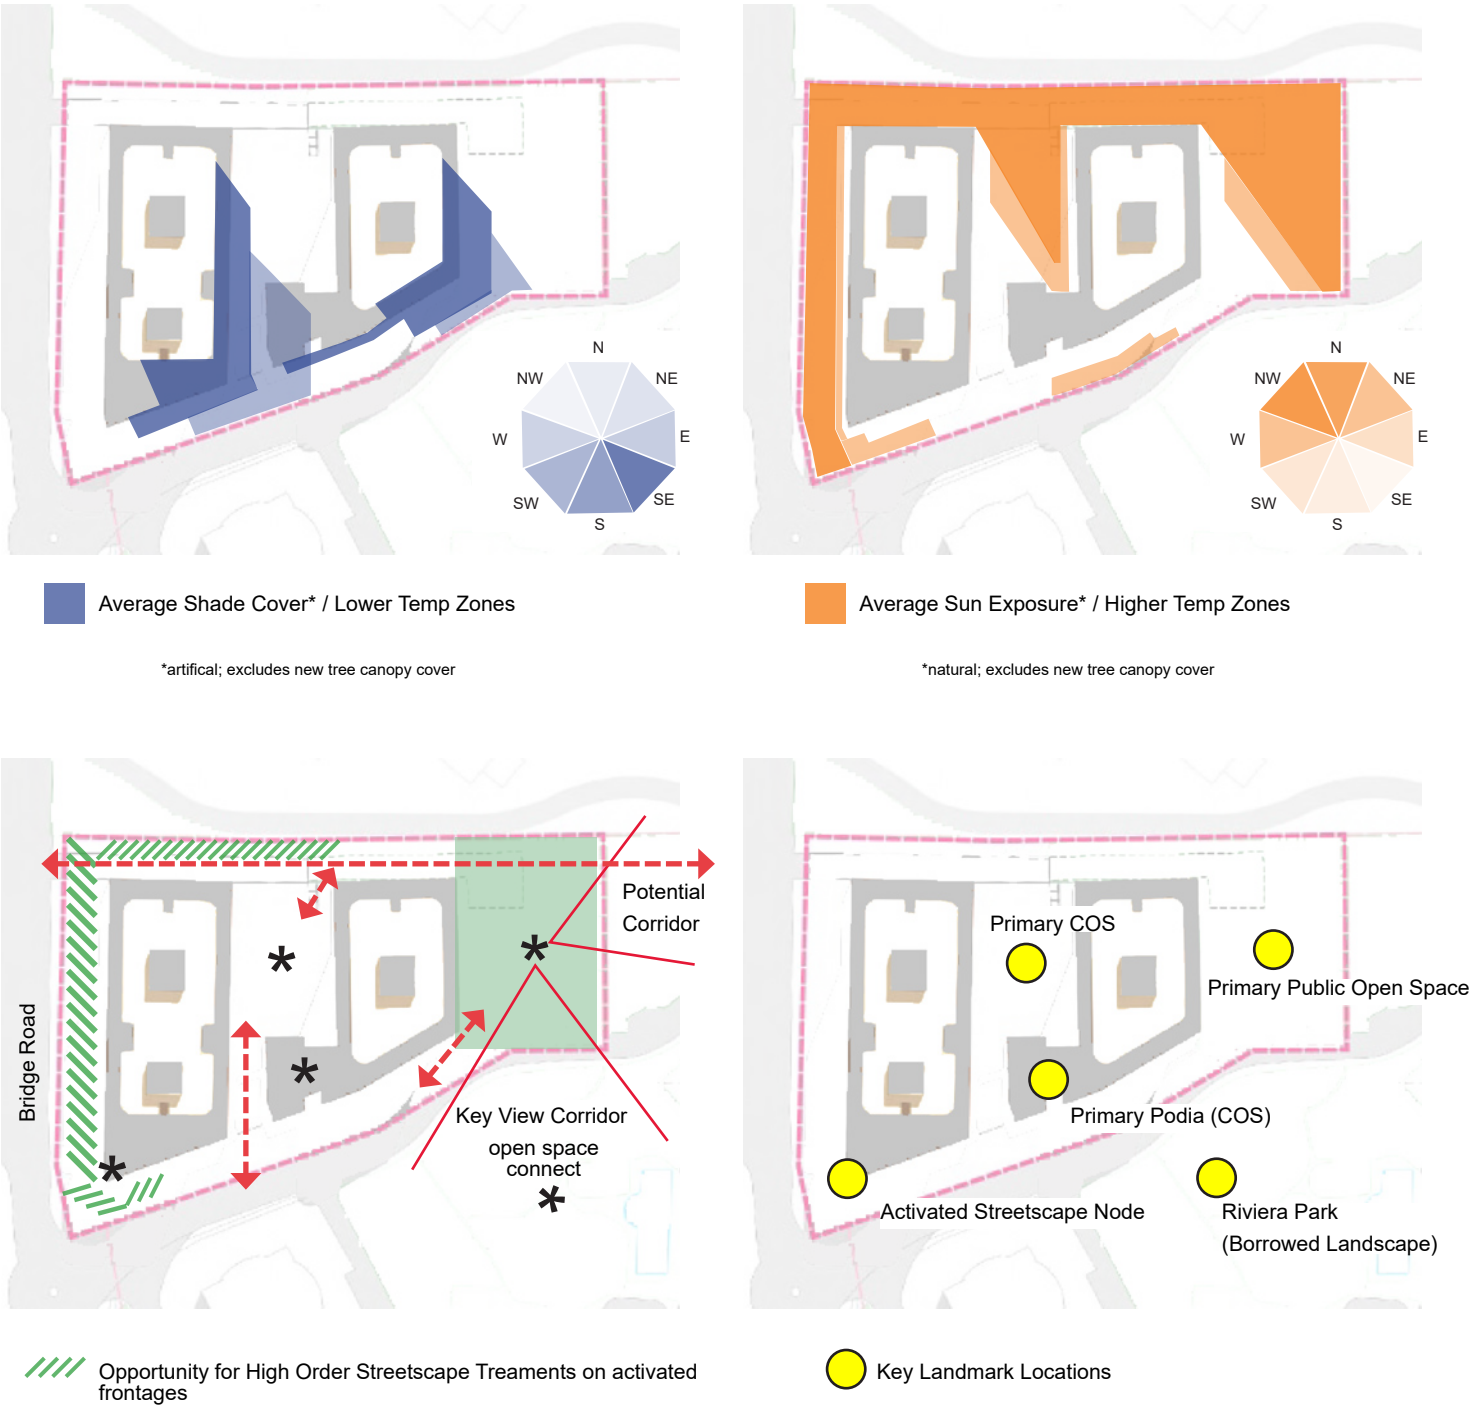 N
NW
NE
W
E
SW
SE
S
N
NW
NE
W
E
SW
SE
S
Average Shade Cover* / Lower Temp Zones
Average Sun Exposure* / Higher Temp Zones
*artifical; excludes new tree canopy cover
*natural; excludes new tree canopy cover
Potential
Corridor
Bridge Road
Key View Corridor
open space
connect
Primary COS
Primary Public Open Space
Primary Podia (COS)
Activated Streetscape Node
Riviera Park
(Borrowed Landscape)
Opportunity for High Order Streetscape Treaments on activated
frontages
Key Landmark Locations